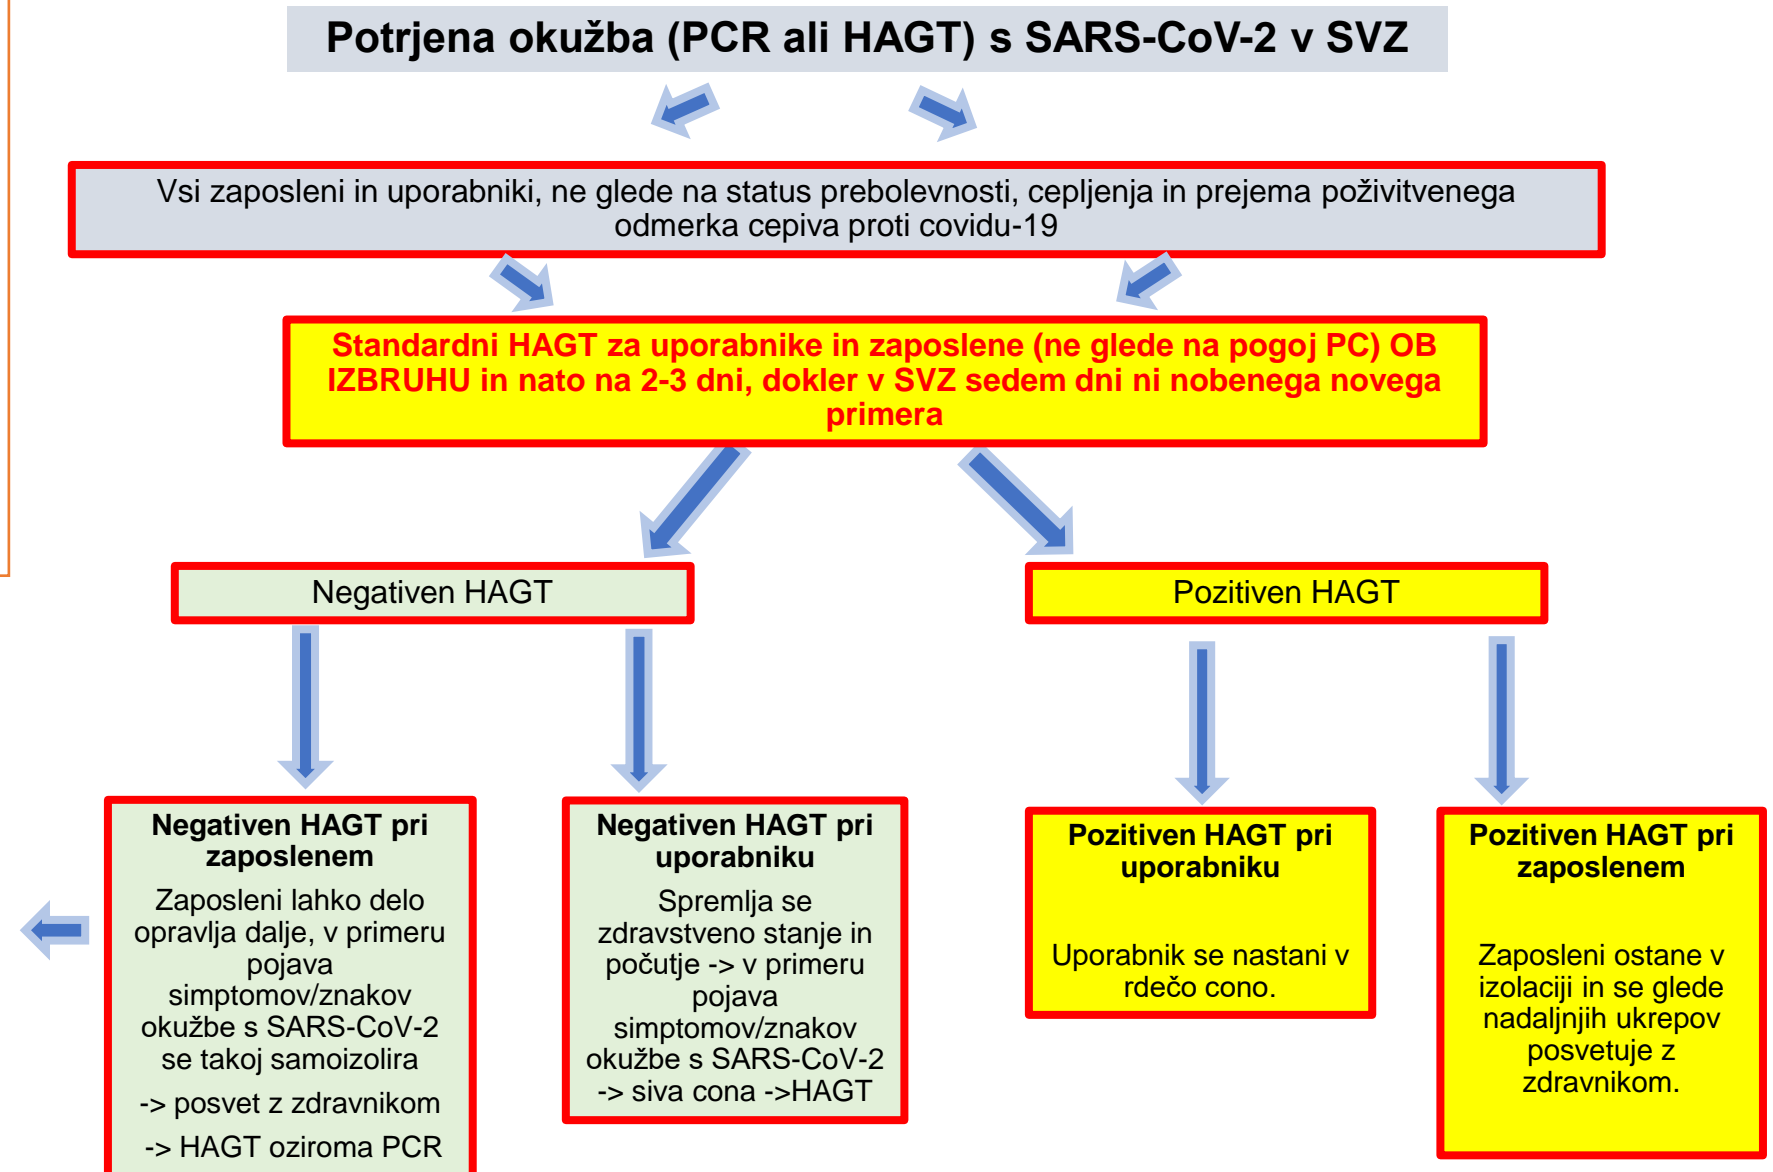 Potrjena okužba (PCR ali HAGT) s SARS-CoV-2 v SVZ
Vsi zaposleni in uporabniki, ne glede na status prebolevnosti, cepljenja in prejema poživitvenega
odmerka cepiva proti covidu-19
Standardni HAGT za uporabnike in zaposlene (ne glede na pogoj PC) OB
IZBRUHU in nato na 2-3 dni, dokler v SVZ sedem dni ni nobenega novega
primera
Negativen HAGT
Pozitiven HAGT
Negativen HAGT pri
zaposlenem
Zaposleni lahko delo
opravlja dalje, v primeru
pojava
simptomov/znakov
okužbe s SARS-CoV-2
se takoj samoizolira
-> posvet z zdravnikom
-> HAGT oziroma PCR
Negativen HAGT pri
uporabniku
Spremlja se
zdravstveno stanje in
počutje -> v primeru
pojava
simptomov/znakov
okužbe s SARS-CoV-2
-> siva cona ->HAGT
Pozitiven HAGT pri
uporabniku
Uporabnik se nastani v
rdečo cono.
Pozitiven HAGT pri
zaposlenem
Zaposleni ostane v
izolaciji in se glede
nadaljnjih ukrepov
posvetuje z
zdravnikom.